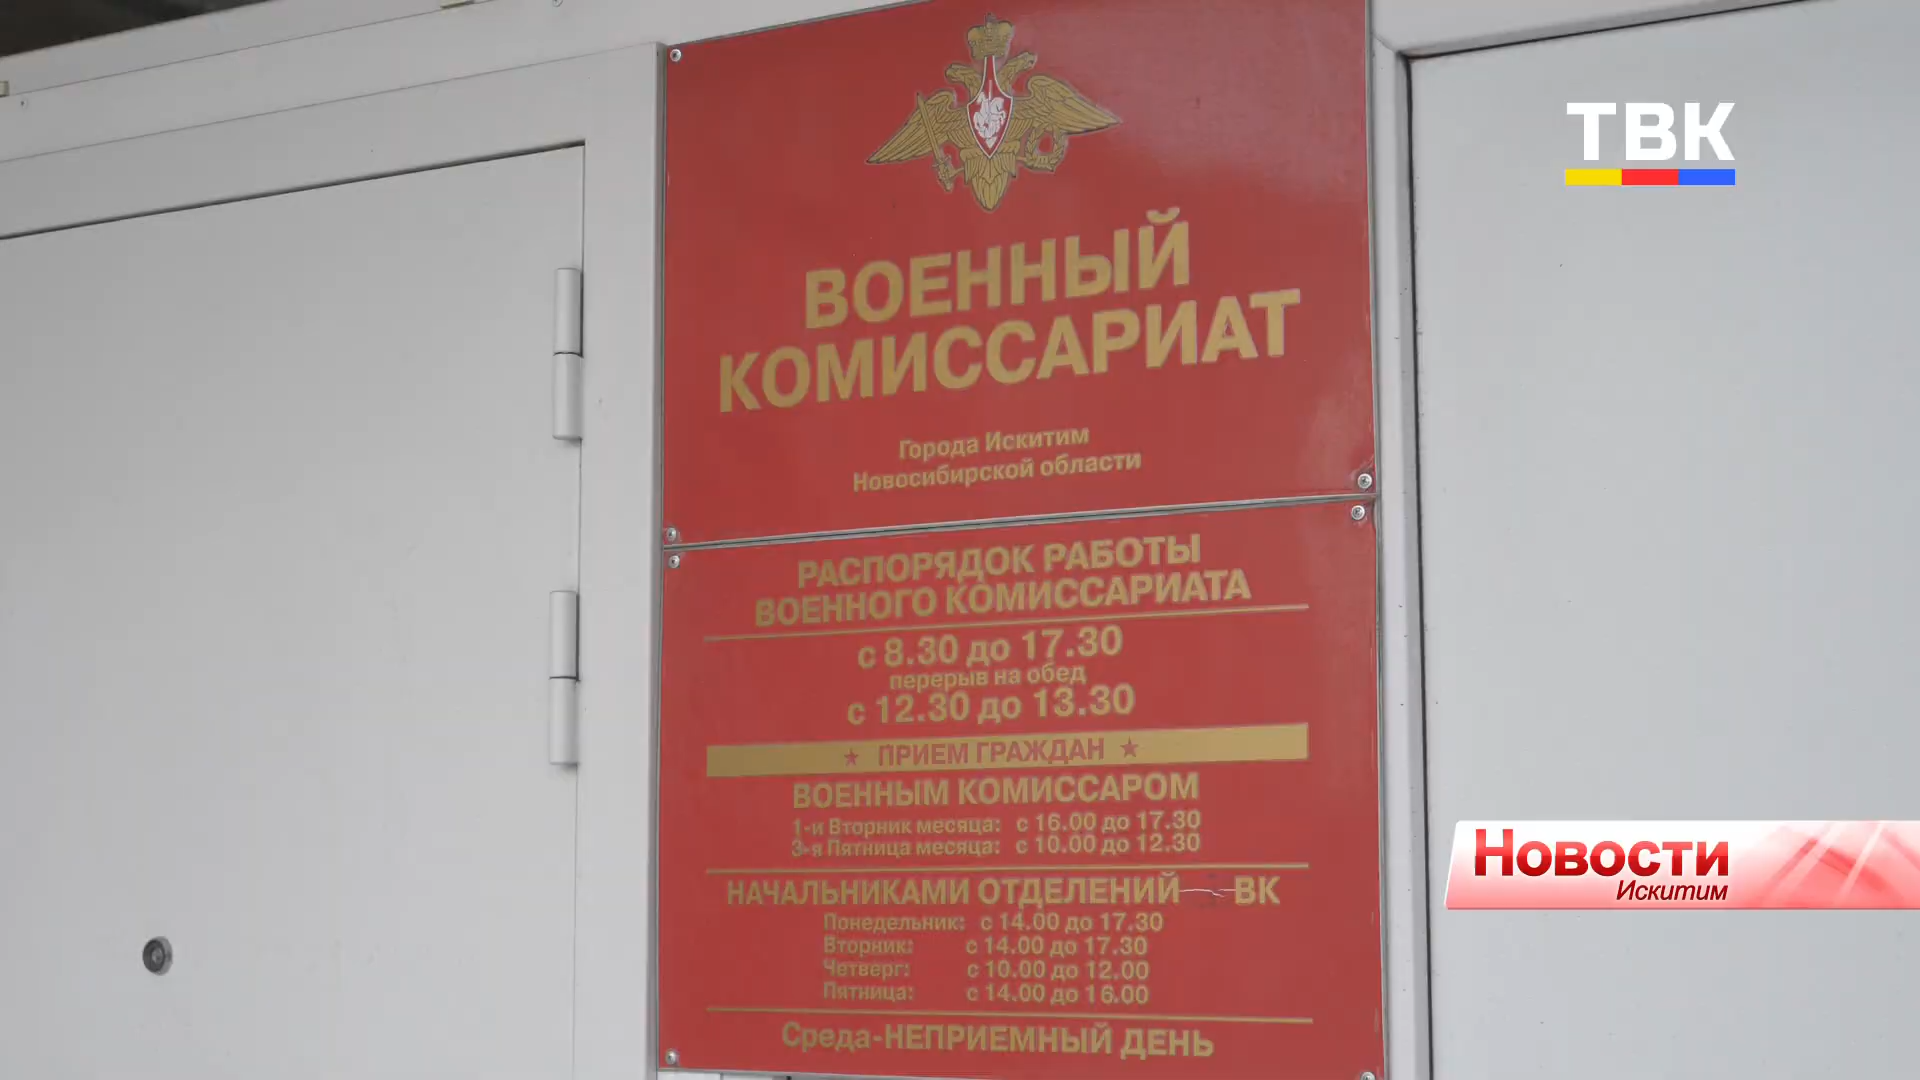 ТВК
ВОЕННЫЙ
КОМИССАРИАТ
Города Искитим
Новосибирской области
РАСПОРЯДОК РАБОТЫ
ВОЕННОГО КОМИССАРИАТА
с 8.30 до 17.30
перерыв на обед
с 12.30 до 13.30
★ ПРИЕМ ГРАЖДАН ★
ВОЕННЫМ КОМИССАРОМ
1-и Вторник месяца: с 16.00 до 17.30
3-я Пятница месяца: с 10.00 до 12.30
НАЧАЛЬНИКАМИ ОТДЕЛЕНИЙ ВК
Понедельник: с 14.00 до 17.30
Вторник: с 14.00 до 17.30
Четверг: с 10.00 до 12.00
Пятница: с 14.00 до 16.00
Среда-НЕПРИЕМНЫЙ ДЕНЬ
Новости
Искитим